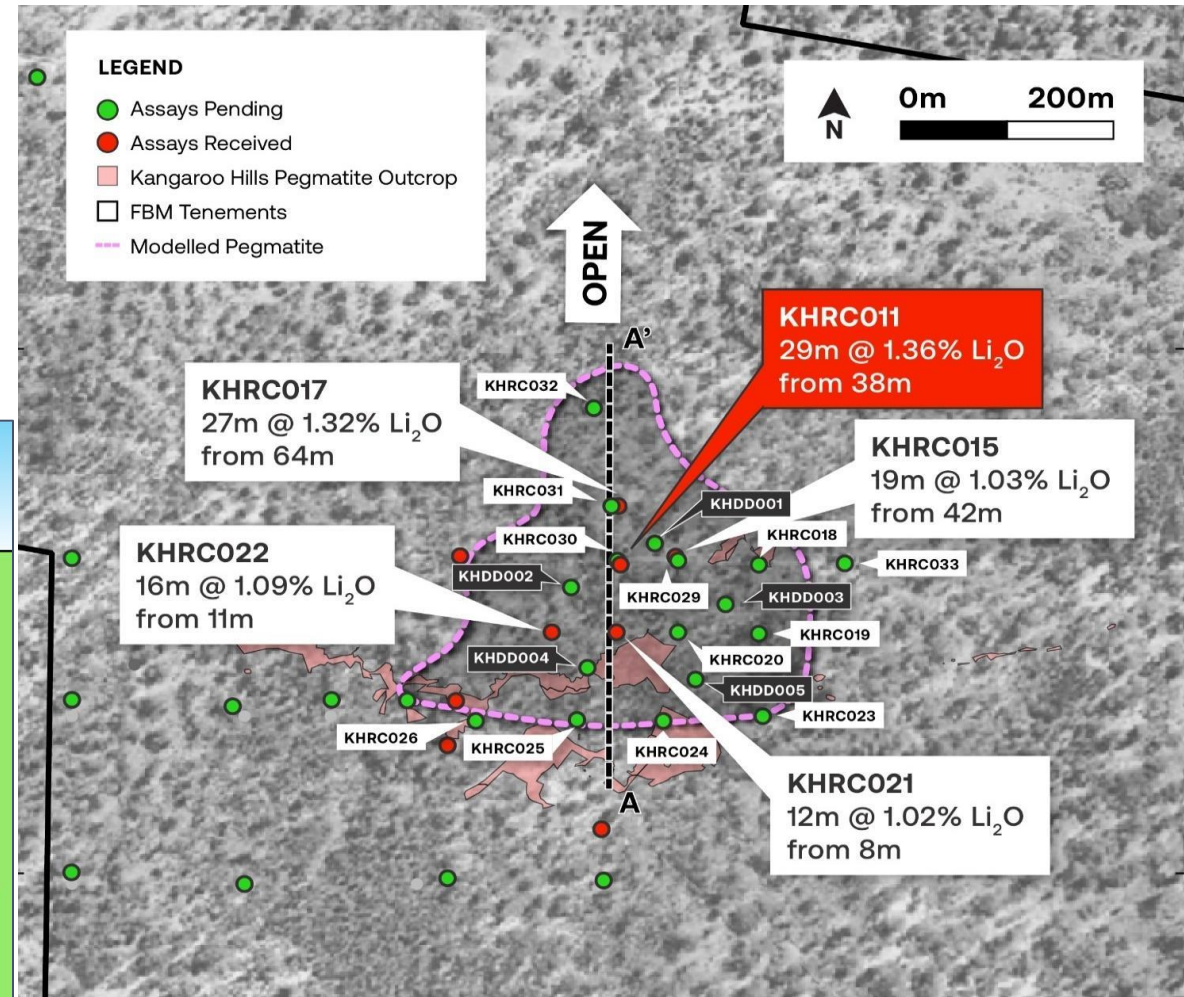 LEGEND
Assays Pending
Assays Received
Kangaroo Hills Pegmatite Outcrop
FBM Tenements
Modelled Pegmatite
0m 200m
N
OPEN
A'
KHRC011
29m @ 1.36% Li₂O
from 38m
KHRC032
KHRC017
27m @ 1.32% Li₂O
from 64m
KHRC015
19m @ 1.03% Li₂O
from 42m
KHRC031
KHDD001
KHRC030
KHRC018
KHRC022
16m @ 1.09% Li₂O
from 11m
KHRC033
KHDD002
KHRC029
KHDD003
KHRC019
KHDD004
KHRC020
KHDD005
KHRC023
KHRC026
KHRC025
KHRC024
KHRC021
12m @ 1.02% Li₂O
from 8m
A